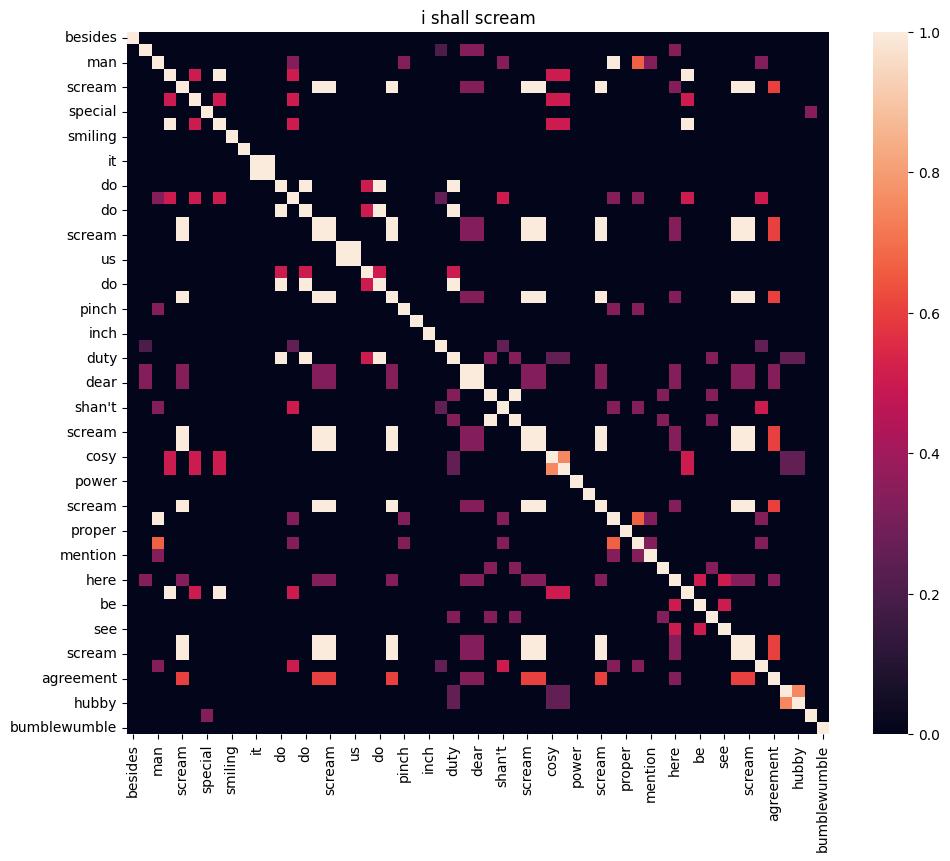 i shall scream
besides
man
scream
special
smiling
it
do
do
scream
us
do
pinch
inch
duty
dear
shan't
scream
cosy
power
scream
proper
mention
here
be
see
scream
agreement
hubby
bumblewumble
1.0
0.8
0.6
0.4
0.2
0.0
besides
man
scream
special
smiling
it
do
do
scream
us
do
pinch
inch
duty
dear
shan't
scream
cosy
power
scream
proper
mention
here
be
see
scream
agreement
hubby
bumblewumble